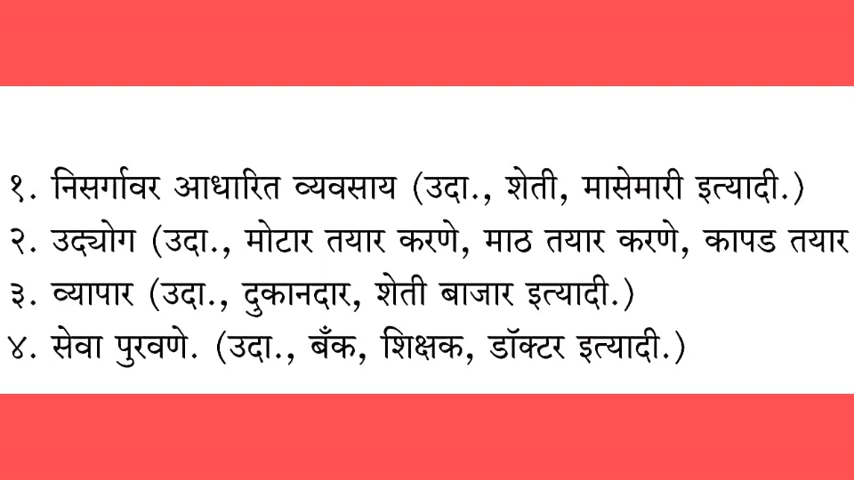 १. निसर्गावर आधारित व्यवसाय (उदा., शेती, मासेमारी इत्यादी.)
२. उद्योग (उदा., मोटार तयार करणे, माठ तयार करणे, कापड तयार
३. व्यापार (उदा., दुकानदार, शेती बाजार इत्यादी.)
४. सेवा पुरवणे. (उदा., बँक, शिक्षक, डॉक्टर इत्यादी.)